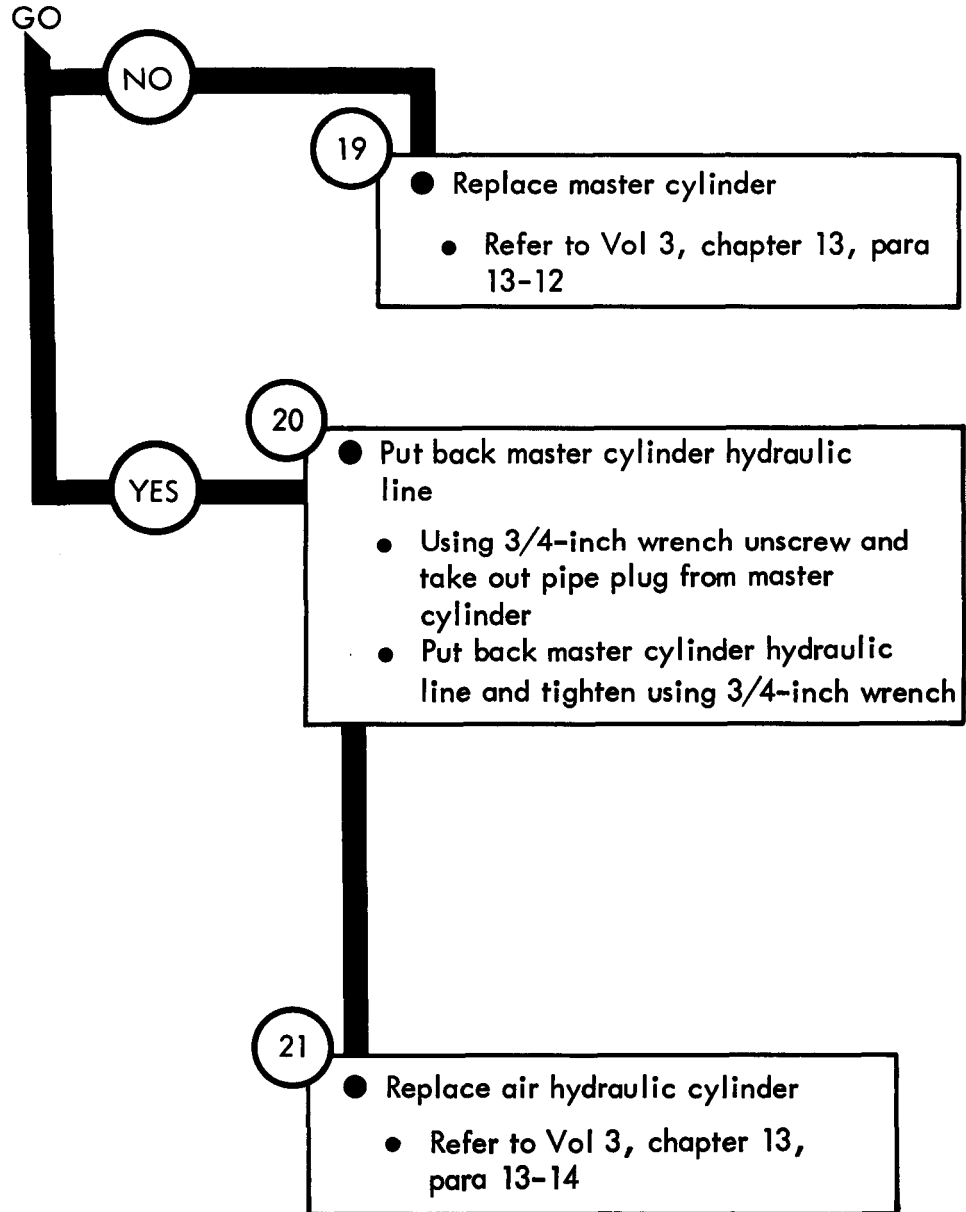 GO
NO
19
● Replace master cylinder
● Refer to Vol 3, chapter 13, para
13-12
20
● Put back master cylinder hydraulic
line
YES
● Using 3/4-inch wrench unscrew and
take out pipe plug from master
cylinder
● Put back master cylinder hydraulic
line and tighten using 3/4-inch wrench
21
● Replace air hydraulic cylinder
● Refer to Vol 3, chapter 13,
para 13-14